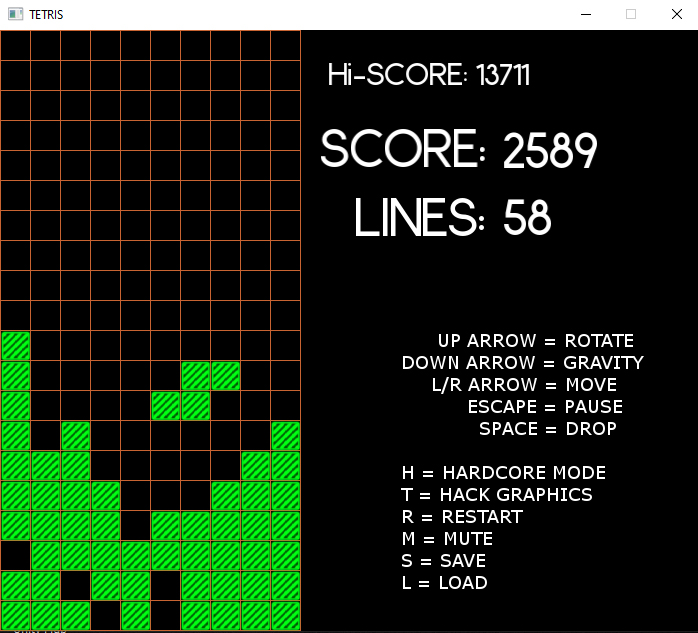 TETRIS
Hi-SCORE: 13711
SCORE: 2589
LINES: 58
UP ARROW = ROTATE
DOWN ARROW = GRAVITY
L/R ARROW = MOVE
ESCAPE = PAUSE
SPACE = DROP
H = HARDCORE MODE
T = HACK GRAPHICS
R = RESTART
M = MUTE
S = SAVE
L = LOAD